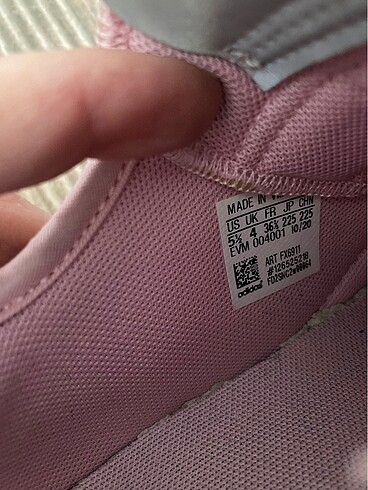 MADE IN
US UK FR JP CHN
5½ 4 36⅔ 225 225
EVM 004001 10/20
ART FX6911
#126525218
adidas